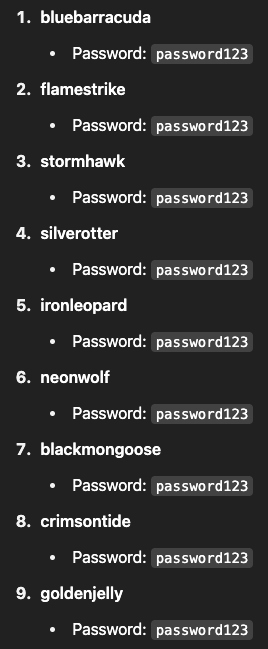 1. bluebarracuda
• Password: password123
2. flamestrike
• Password: password123
3. stormhawk
• Password: password123
4. silverotter
• Password: password123
5. ironleopard
• Password: password123
6. neonwolf
• Password: password123
7. blackmongoose
• Password: password123
8. crimsontide
• Password: password123
9. goldenjelly
• Password: password123